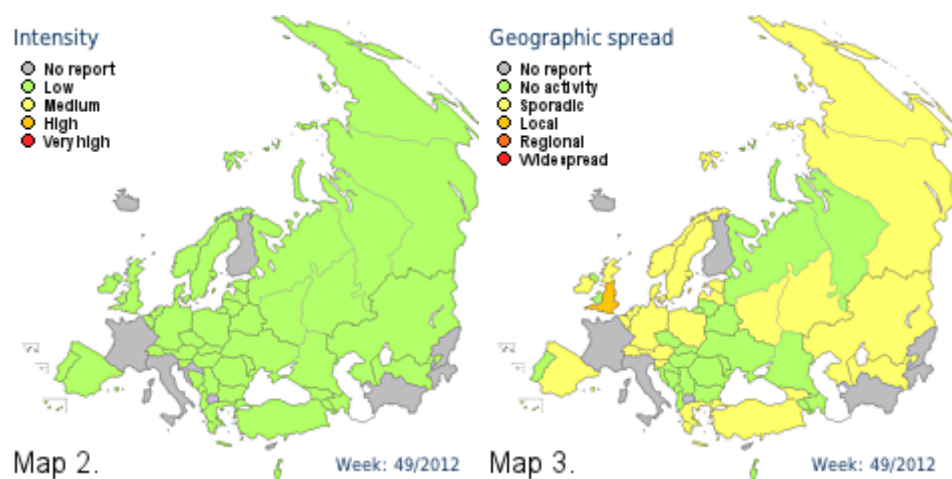 Intensity
No report
Low
Medium
High
Very high
Map 2.
Week: 49/2012
Geographic spread
No report
No activity
Sporadic
Local
Regional
Widespread
Map 3.
Week: 49/2012